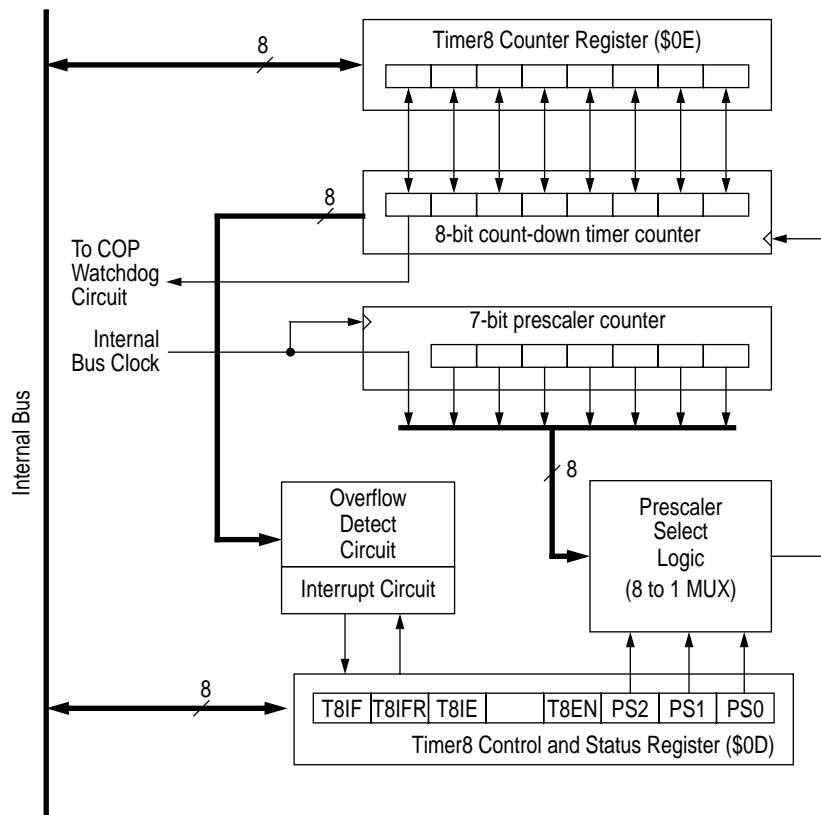 8
Timer8 Counter Register ($0E)
8
8-bit count-down timer counter
To COP
Watchdog
Circuit
7-bit prescaler counter
Internal
Bus Clock
Internal Bus
8
Overflow
Detect
Circuit
Interrupt Circuit
Prescaler
Select
Logic
(8 to 1 MUX)
8
T8IF T8IFR T8IE T8EN PS2 PS1 PS0
Timer8 Control and Status Register ($0D)